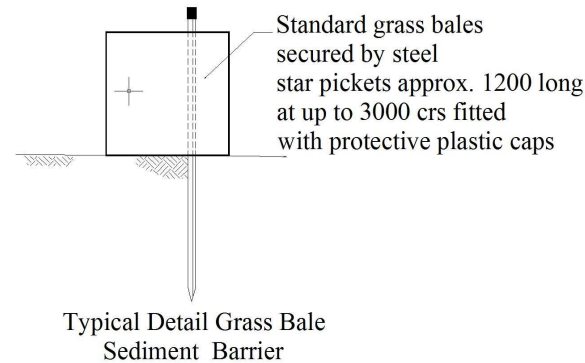 Standard grass bales
secured by steel
star pickets approx. 1200 long
at up to 3000 crs fitted
with protective plastic caps
Typical Detail Grass Bale
Sediment Barrier